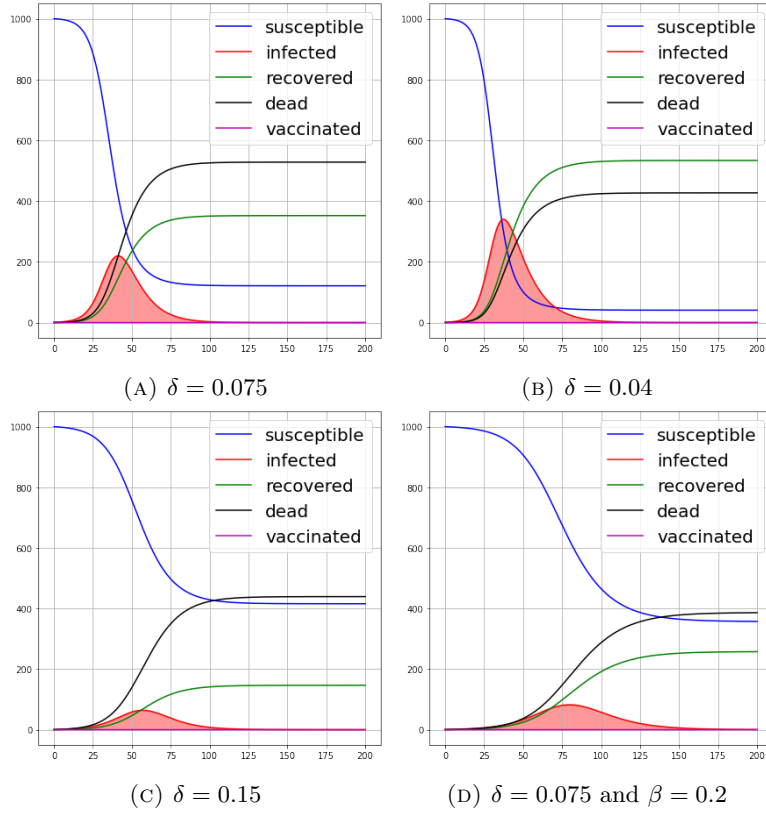 1000
800
600
400
200
0
susceptible
infected
recovered
dead
vaccinated
0 25 50 75 100 125 150 175 200
(A) δ = 0.075
1000
800
600
400
200
0
susceptible
infected
recovered
dead
vaccinated
0 25 50 75 100 125 150 175 200
(B) δ = 0.04
1000
800
600
400
200
0
susceptible
infected
recovered
dead
vaccinated
0 25 50 75 100 125 150 175 200
(C) δ = 0.15
1000
800
600
400
200
0
susceptible
infected
recovered
dead
vaccinated
0 25 50 75 100 125 150 175 200
(D) δ = 0.075 and β = 0.2